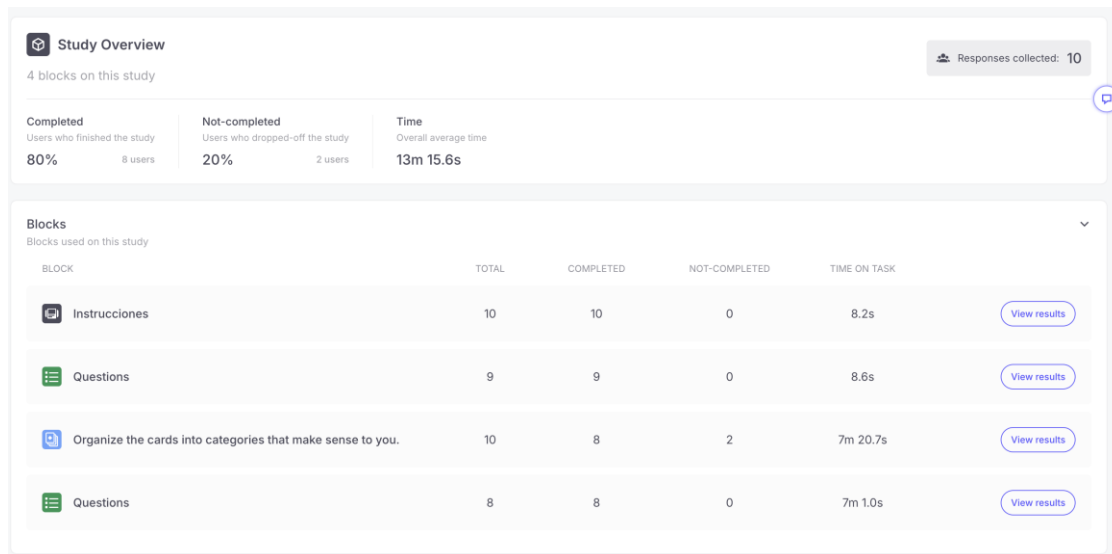 Study Overview
4 blocks on this study
Responses collected: 10
Completed
Users who finished the study
80% 8 users
Not-completed
Users who dropped-off the study
20% 2 users
Time
Overall average time
13m 15.6s
Blocks
Blocks used on this study
BLOCK TOTAL COMPLETED NOT-COMPLETED TIME ON TASK
Instrucciones 10 10 0 8.2s View results
Questions 9 9 0 8.6s View results
Organize the cards into categories that make sense to you. 10 8 2 7m 20.7s View results
Questions 8 8 0 7m 1.0s View results